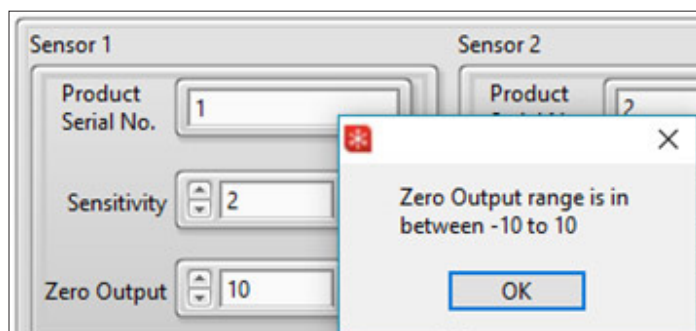 Sensor 1
Sensor 2
Product
Serial No.
1
Product
2
Sensitivity
2
Zero Output
10
Zero Output range is in
between -10 to 10
OK